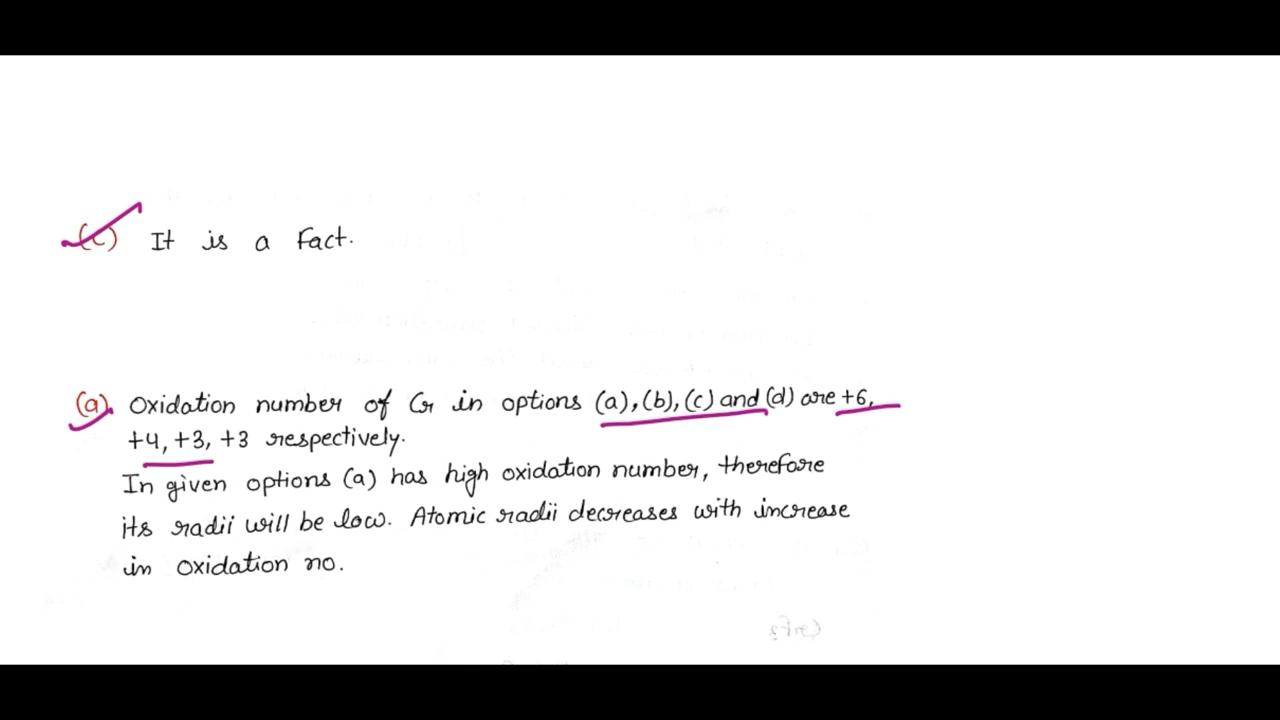 (c) It is a Fact.
(a). Oxidation number of Cr in options (a), (b), (c) and (d) are +6,
+4, +3, +3 respectively.
In given options (a) has high oxidation number, therefore
its radii will be low. Atomic radii decreases with increase
in oxidation no.